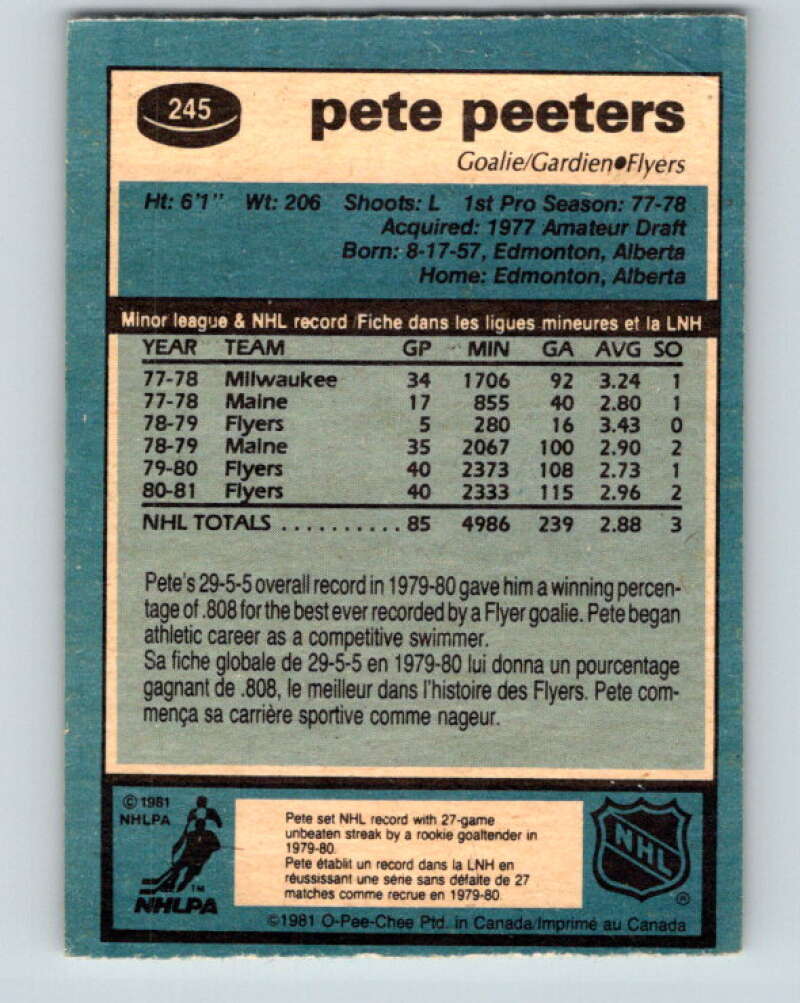 245
pete peeters
Goalie/Gardien●Flyers
Ht: 6'1" Wt: 206 Shoots: L 1st Pro Season: 77-78
Acquired: 1977 Amateur Draft
Born: 8-17-57, Edmonton, Alberta
Home: Edmonton, Alberta
Minor league & NHL record/Fiche dans les ligues mineures et la LNH
YEAR TEAM GP MIN GA AVG SO
77-78 Milwaukee 34 1706 92 3.24 1
77-78 Maine 17 855 40 2.80 1
78-79 Flyers 5 280 16 3.43 0
78-79 Maine 35 2067 100 2.90 2
79-80 Flyers 40 2373 108 2.73 1
80-81 Flyers 40 2333 115 2.96 2
NHL TOTALS .......... 85 4986 239 2.88 3
Pete's 29-5-5 overall record in 1979-80 gave him a winning percen-
tage of .808 for the best ever recorded by a Flyer goalie. Pete began
athletic career as a competitive swimmer.
Sa fiche globale de 29-5-5 en 1979-80 lui donna un pourcentage
gagnant de .808, le meilleur dans l'histoire des Flyers. Pete com-
mença sa carrière sportive comme nageur.
© 1981
NHLPA
TM
NHLPA
Pete set NHL record with 27-game
unbeaten streak by a rookie goaltender in
1979-80.
Pete établit un record dans la LNH en
réussissant une série sans défaite de 27
matches comme recrue en 1979-80.
NHL
®
©1981 O-Pee-Chee Ptd. in Canada/Imprimé au Canada